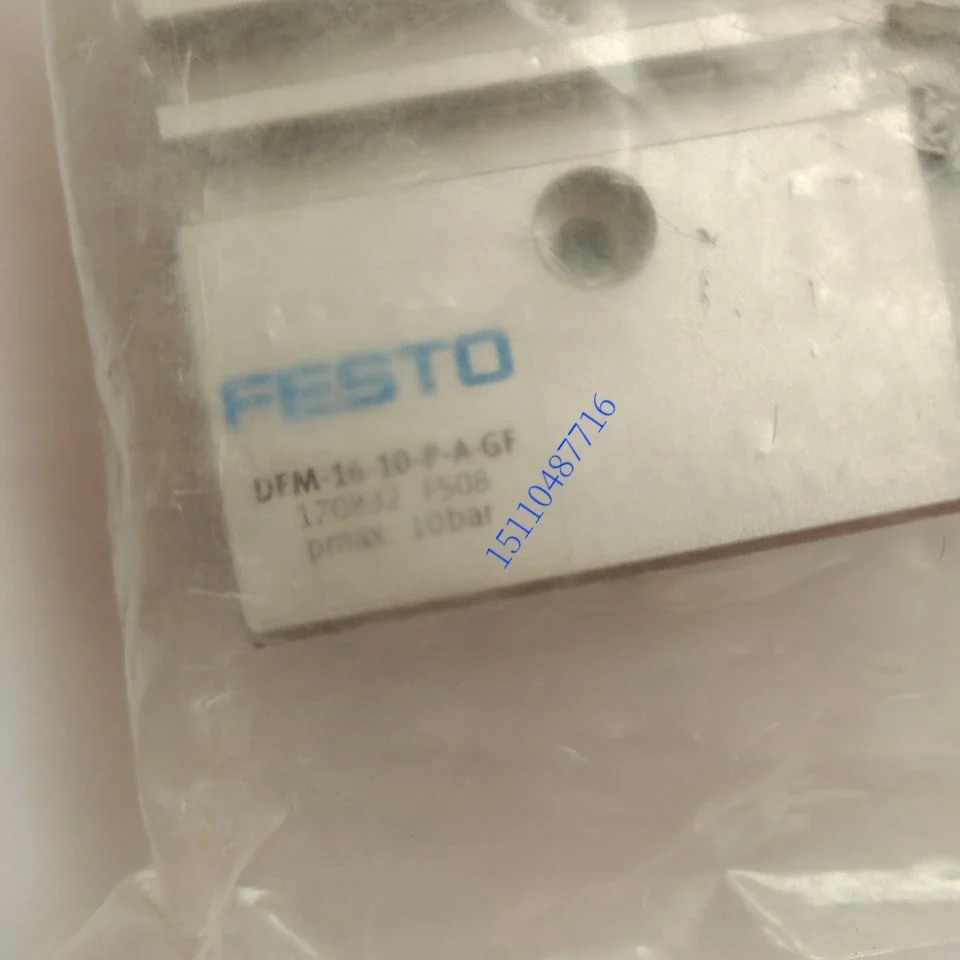 FESTO
DFM-16-10-P-A-GF
170832 F508
pmax 10bar
15110487716